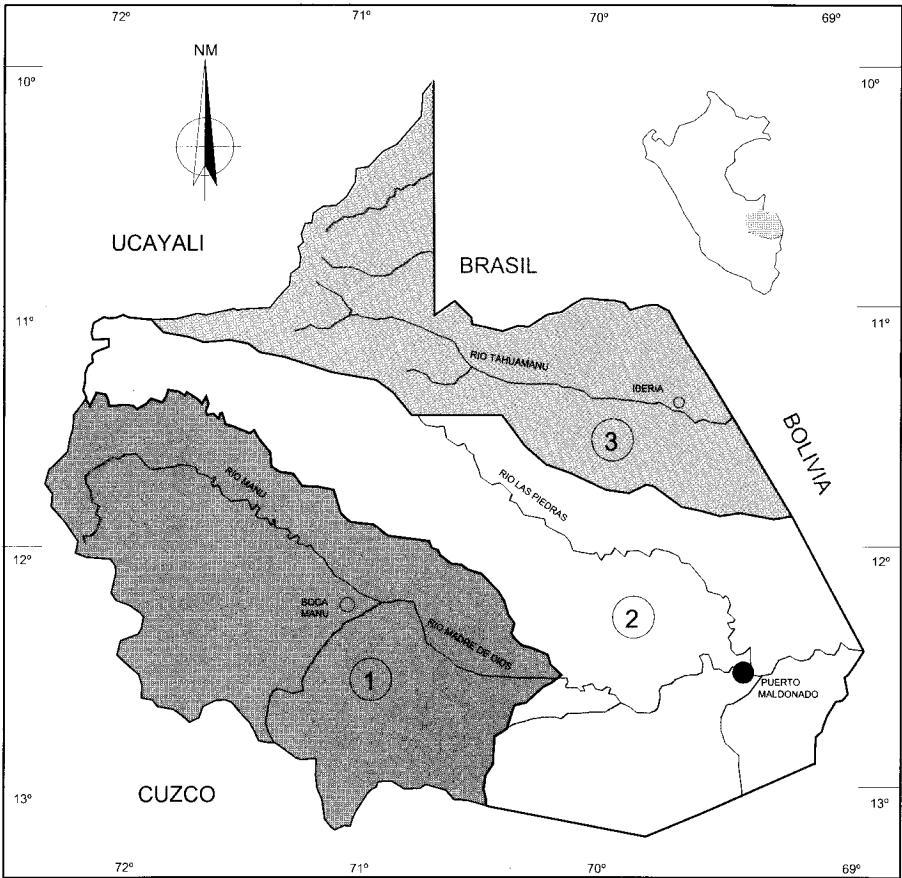 72º 71º 70º 69º
NM
10º 10º
UCAYALI
BRASIL
11º 11º
RIO TAHUAMANU
IBERIA
3
BOLIVIA
RIO MANU
RIO LAS PIEDRAS
12º 12º
BOCA
MANU
2
RIO MADRE DE DIOS
1
PUERTO
MALDONADO
CUZCO
13º 13º
72º 71º 70º 69º